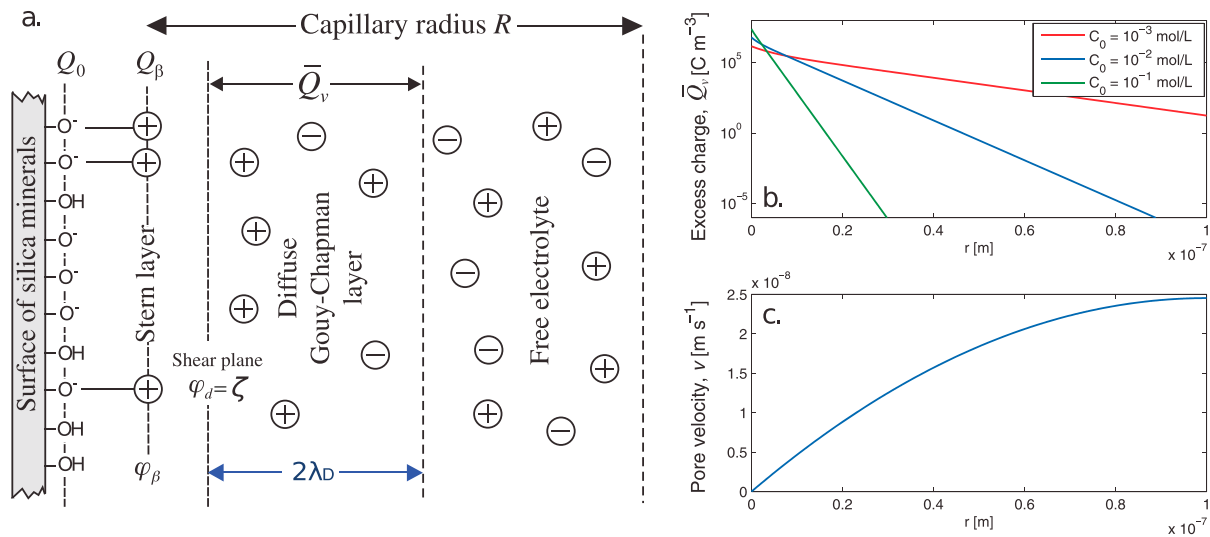 a.
Capillary radius R
Q₀
Qᵦ
Q̅ᵥ
Surface of silica minerals
O⁻
O⁻
OH
O⁻
O⁻
O⁻
OH
O⁻
OH
OH
Stern layer
Diffuse
Gouy-Chapman
layer
Free electrolyte
Shear plane
φd = ζ
φᵦ
2λD
Excess charge, Q̅ᵥ [C m⁻³]
10⁵
10⁰
10⁻⁵
b.
C₀ = 10⁻³ mol/L
C₀ = 10⁻² mol/L
C₀ = 10⁻¹ mol/L
0 0.2 0.4 0.6 0.8 1
r [m]
x 10⁻⁷
x 10⁻⁸
Pore velocity, v [m s⁻¹]
2.5
2
1.5
1
0.5
0
c.
0 0.2 0.4 0.6 0.8 1
r [m]
x 10⁻⁷